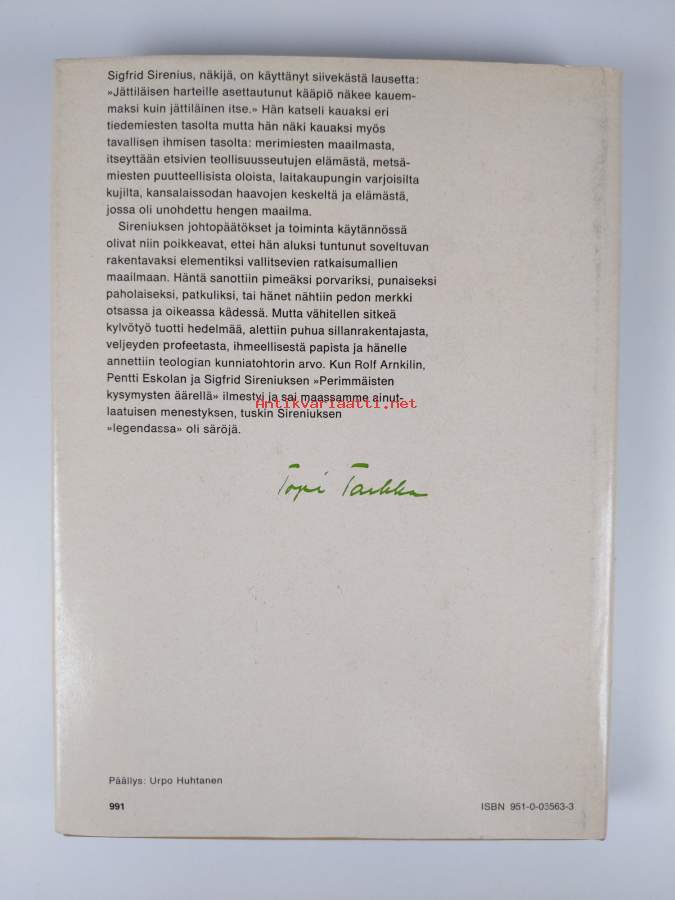 Sigfrid Sirenius, näkijä, on käyttänyt siivekästä lausetta:
»Jättiläisen harteille asettautunut kääpiö näkee kauem-
maksi kuin jättiläinen itse.» Hän katseli kauaksi eri
tiedemiesten tasolta mutta hän näki kauaksi myös
tavallisen ihmisen tasolta: merimiesten maailmasta,
itseyttään etsivien teollisuusseutujen elämästä, metsä-
miesten puutteellisista oloista, laitakaupungin varjoisilta
kujilta, kansalaissodan haavojen keskeltä ja elämästä,
jossa oli unohdettu hengen maailma.
Sireniuksen johtopäätökset ja toiminta käytännössä
olivat niin poikkeavat, ettei hän aluksi tuntunut soveltuvan
rakentavaksi elementiksi vallitsevien ratkaisumallien
maailmaan. Häntä sanottiin pimeäksi porvariksi, punaiseksi
paholaiseksi, patkuliksi, tai hänet nähtiin pedon merkki
otsassa ja oikeassa kädessä. Mutta vähitellen sitkeä
kylvötyö tuotti hedelmää, alettiin puhua sillanrakentajasta,
veljeyden profeetasta, ihmeellisestä papista ja hänelle
annettiin teologian kunniatohtorin arvo. Kun Rolf Arnkilin,
Pentti Eskolan ja Sigfrid Sireniuksen »Perimmäisten
kysymysten äärellä» ilmestyi ja sai maassamme ainut-
laatuisen menestyksen, tuskin Sireniuksen
»legendassa» oli säröjä.
Antikvariaatti.net
Topi Tarkka
Päällys: Urpo Huhtanen
991 ISBN 951-0-03563-3